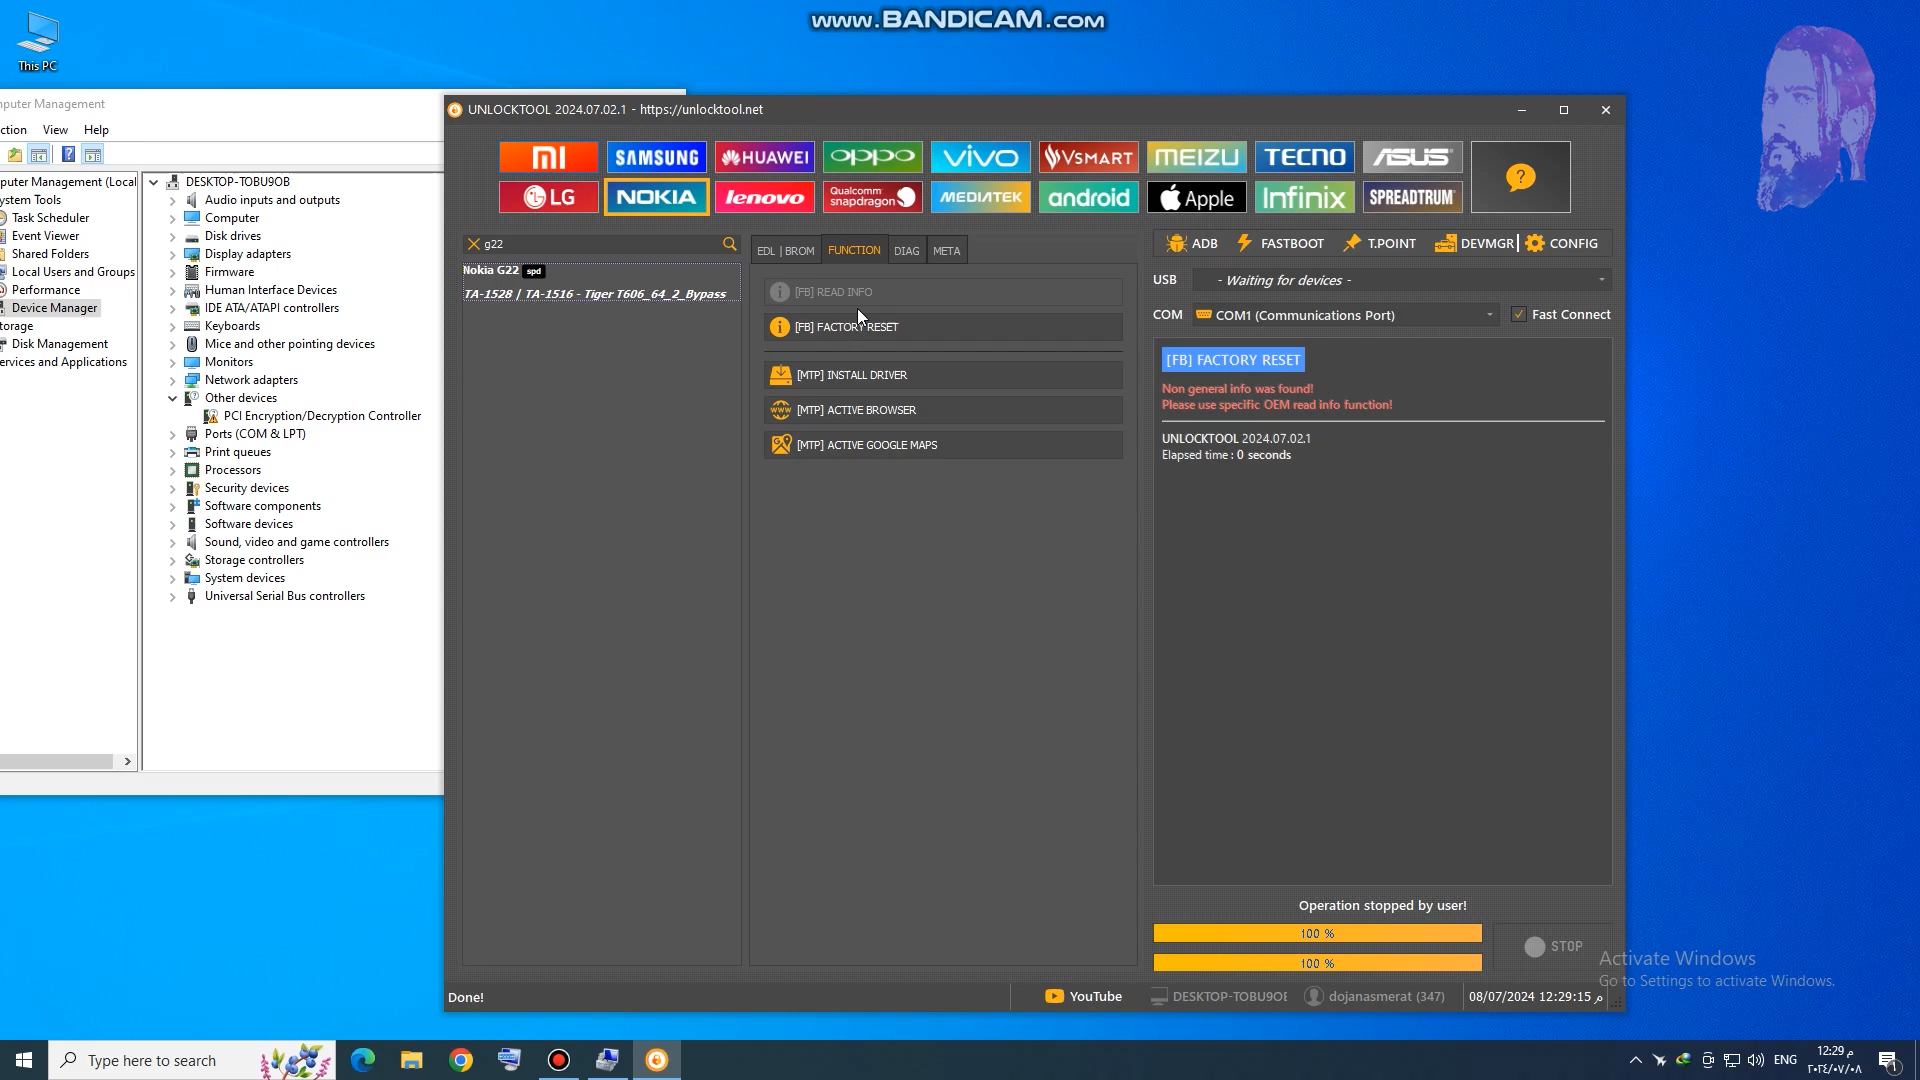 www.BANDICAM.com
This PC
puter Management
ction View Help
puter Management (Local
ystem Tools
Task Scheduler
Event Viewer
Shared Folders
Local Users and Groups
Performance
Device Manager
torage
Disk Management
ervices and Applications
DESKTOP-TOBU9OB
Audio inputs and outputs
Computer
Disk drives
Display adapters
Firmware
Human Interface Devices
IDE ATA/ATAPI controllers
Keyboards
Mice and other pointing devices
Monitors
Network adapters
Other devices
PCI Encryption/Decryption Controller
Ports (COM & LPT)
Print queues
Processors
Security devices
Software components
Software devices
Sound, video and game controllers
Storage controllers
System devices
Universal Serial Bus controllers
UNLOCKTOOL 2024.07.02.1 - https://unlocktool.net
mi SAMSUNG HUAWEI oppo vivo VSMART MEIZU TECNO ASUS
LG NOKIA lenovo Qualcomm snapdragon MEDIATEK android Apple Infinix SPREADTRUM ?
g22
Nokia G22 spd
TA-1528 | TA-1516 - Tiger T606_64_2_Bypass
EDL | BROM FUNCTION DIAG META
[FB] READ INFO
[FB] FACTORY RESET
[MTP] INSTALL DRIVER
www [MTP] ACTIVE BROWSER
[MTP] ACTIVE GOOGLE MAPS
ADB FASTBOOT T.POINT DEVMGR CONFIG
USB - Waiting for devices -
COM COM1 (Communications Port) Fast Connect
[FB] FACTORY RESET
Non general info was found!
Please use specific OEM read info function!
UNLOCKTOOL 2024.07.02.1
Elapsed time : 0 seconds
Operation stopped by user!
100 %
100 %
STOP
Activate Windows
Go to Settings to activate Windows.
Done!
YouTube DESKTOP-TOBU9OE dojanasmerat (347) 08/07/2024 12:29:15 م
Type here to search
ENG
12:29 م
٢٠٢٤/٠٧/٠٨
1